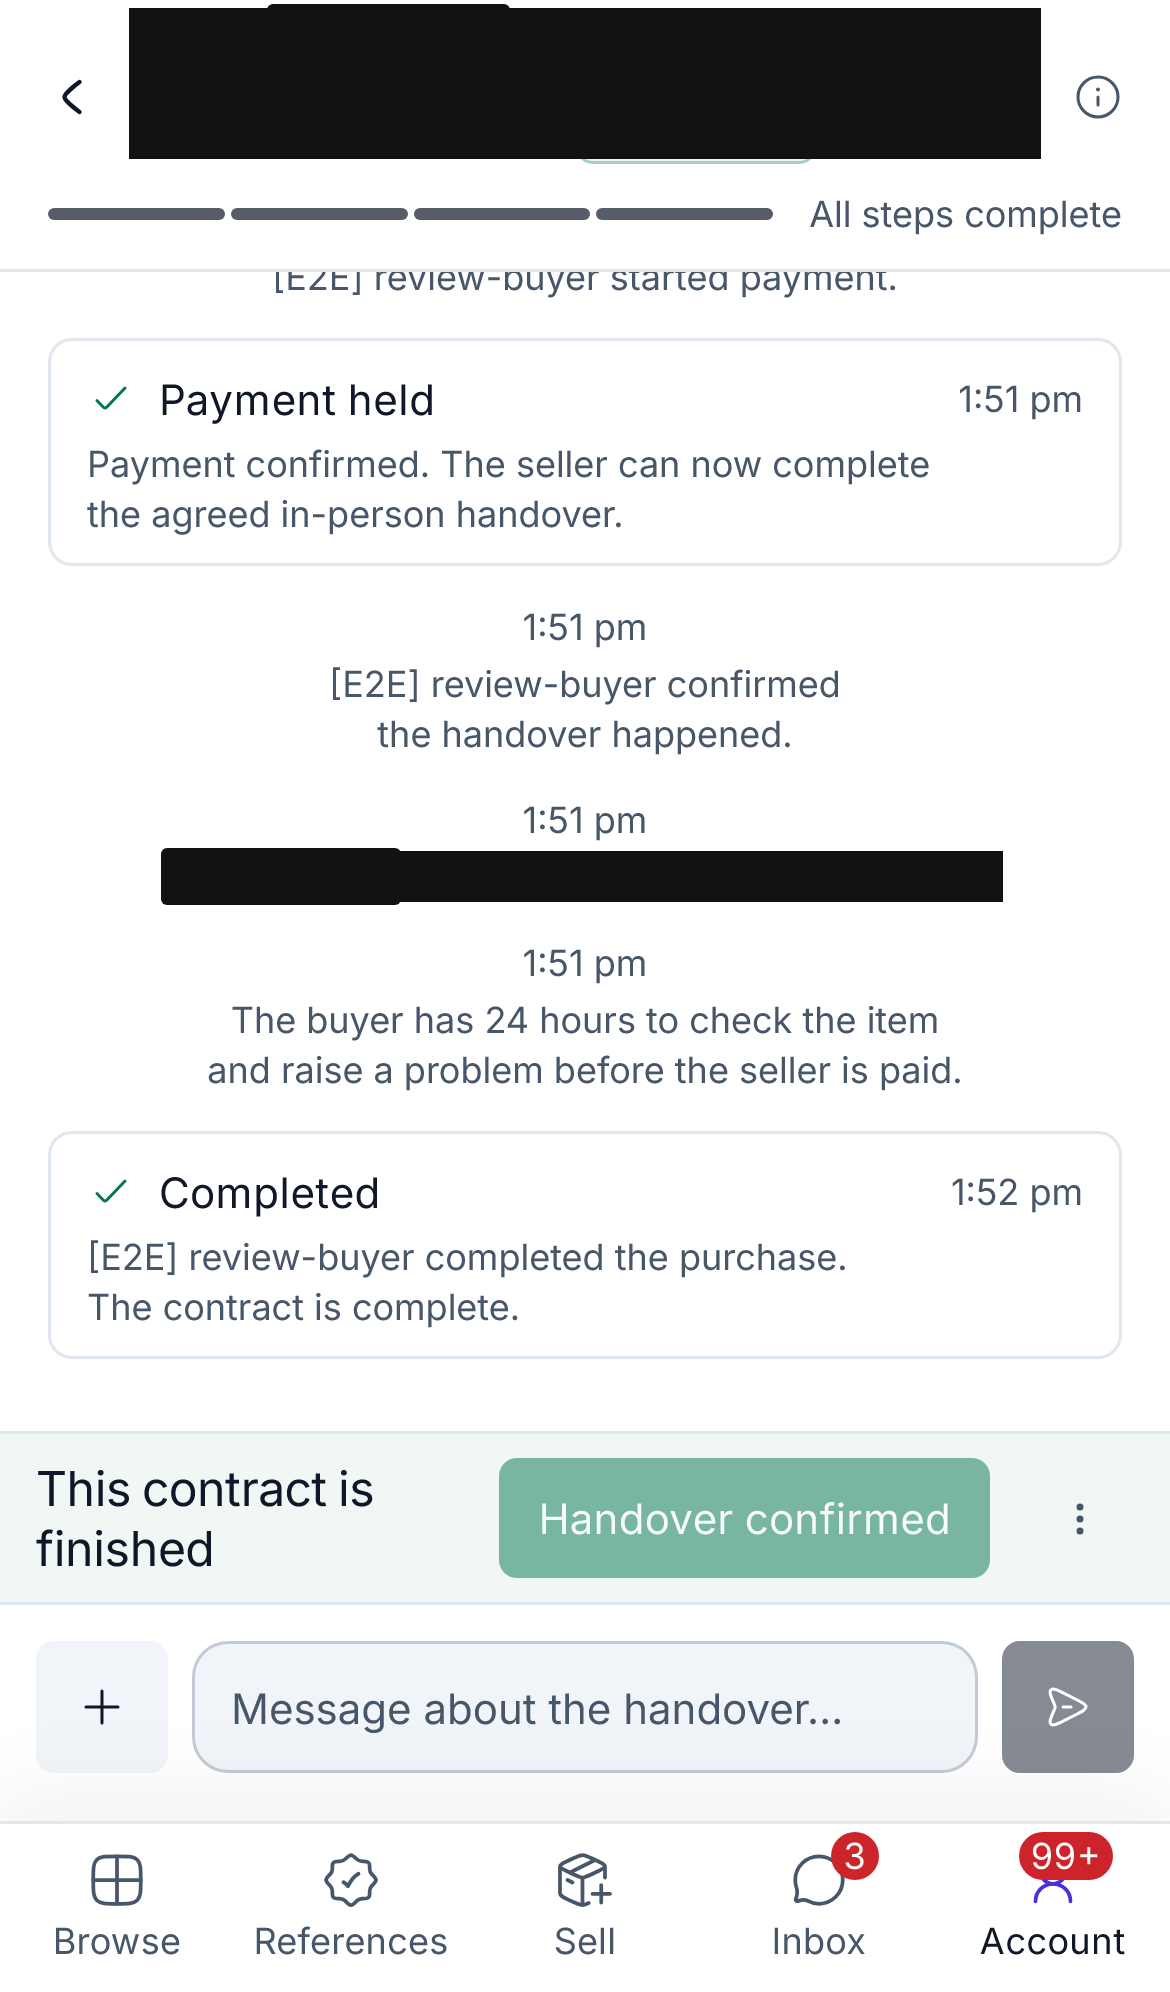 All steps complete
[E2E] review-buyer started payment.
Payment held
1:51 pm
Payment confirmed. The seller can now complete
the agreed in-person handover.
1:51 pm
[E2E] review-buyer confirmed
the handover happened.
1:51 pm
1:51 pm
The buyer has 24 hours to check the item
and raise a problem before the seller is paid.
Completed
1:52 pm
[E2E] review-buyer completed the purchase.
The contract is complete.
This contract is
finished
Handover confirmed
Message about the handover...
3
99+
Browse
References
Sell
Inbox
Account